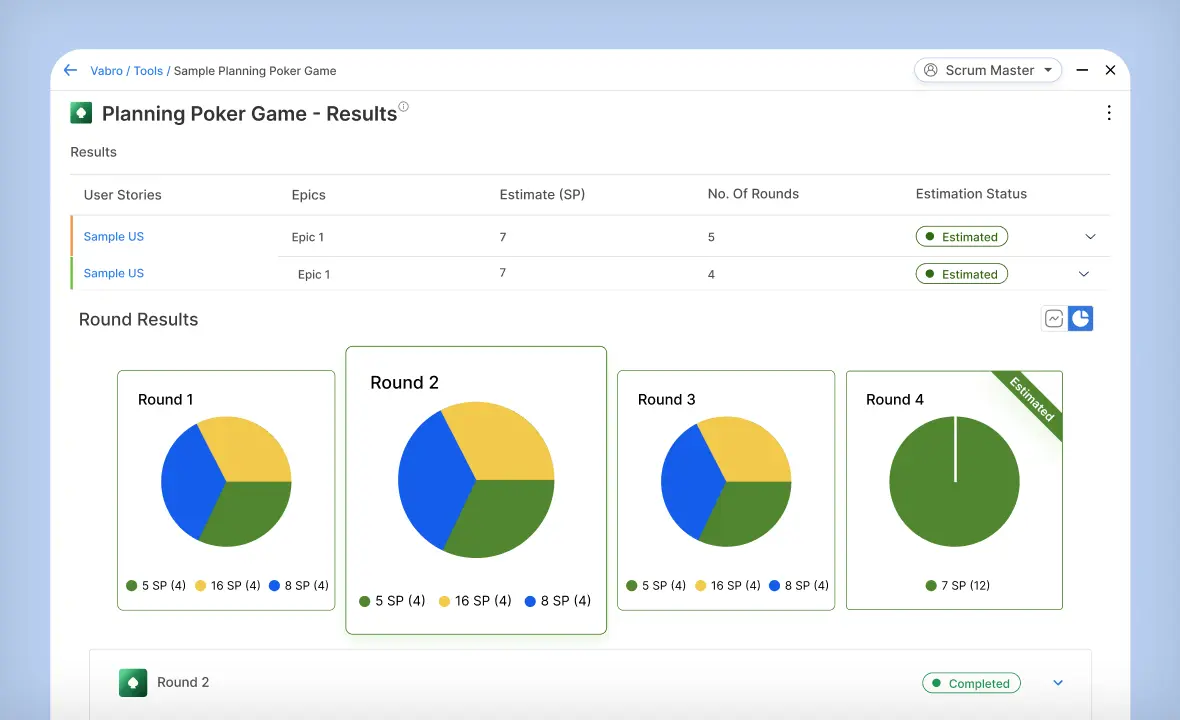 Vabro / Tools / Sample Planning Poker Game
Scrum Master
Planning Poker Game - Results
Results
User Stories Epics Estimate (SP) No. Of Rounds Estimation Status
Sample US Epic 1 7 5 Estimated
Sample US Epic 1 7 4 Estimated
Round Results
Round 1
5 SP (4) 16 SP (4) 8 SP (4)
Round 2
5 SP (4) 16 SP (4) 8 SP (4)
Round 3
5 SP (4) 16 SP (4) 8 SP (4)
Round 4
Estimated
7 SP (12)
Round 2 Completed